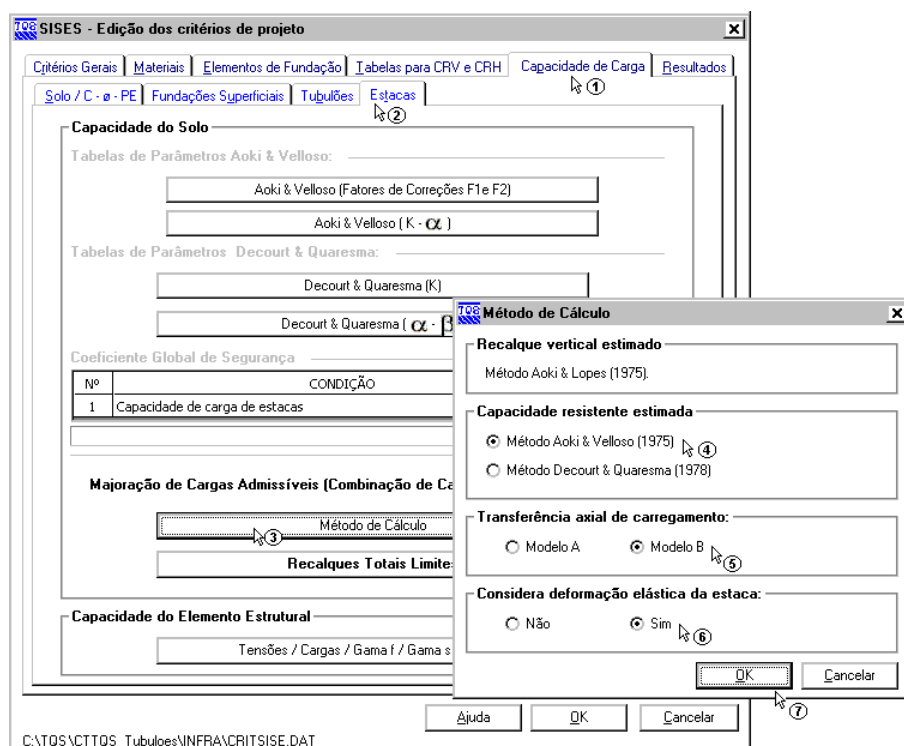 TQS SISES - Edição dos critérios de projeto
Critérios Gerais Materiais Elementos de Fundação Tabelas para CRV e CRH Capacidade de Carga Resultados
1
Solo / C - ø - PE Fundações Superficiais Tubulões Estacas
2
Capacidade do Solo
Tabelas de Parâmetros Aoki & Velloso:
Aoki & Velloso (Fatores de Correções F1e F2)
Aoki & Velloso ( K - α )
Tabelas de Parâmetros Decourt & Quaresma:
Decourt & Quaresma (K)
Decourt & Quaresma ( α - β
Coeficiente Global de Segurança
Nº CONDIÇÃO
1 Capacidade de carga de estacas
Majoração de Cargas Admissíveis (Combinação de Ca
Método de Cálculo
3
Recalques Totais Limite
Capacidade do Elemento Estrutural
Tensões / Cargas / Gama f / Gama s
Ajuda OK Cancelar
C:\TQS\CTTQS_Tubuloes\INFRA\CRITSISE.DAT
TQS Método de Cálculo
Recalque vertical estimado
Método Aoki & Lopes (1975).
Capacidade resistente estimada
Método Aoki & Velloso (1975)
4
Método Decourt & Quaresma (1978)
Transferência axial de carregamento:
Modelo A Modelo B
5
Considera deformação elástica da estaca:
Não Sim
6
OK Cancelar
7